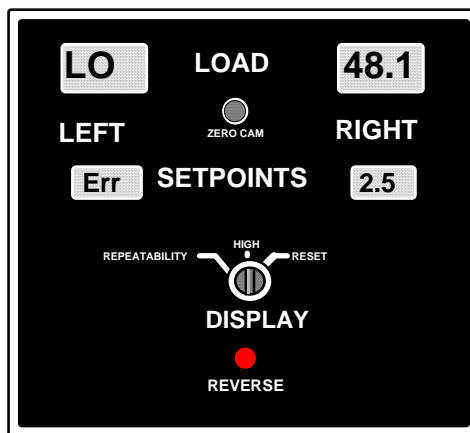 LO LOAD 48.1
ZERO CAM
LEFT RIGHT
Err SETPOINTS 2.5
HIGH
REPEATABILITY RESET
DISPLAY
REVERSE